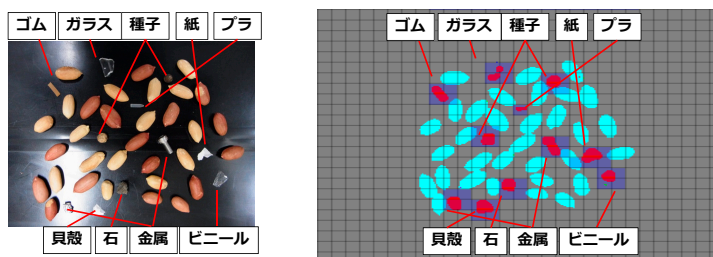 ゴム ガラス 種子 紙 プラ
貝殻 石 金属 ビニール
ゴム ガラス 種子 紙 プラ
貝殻 石 金属 ビニール